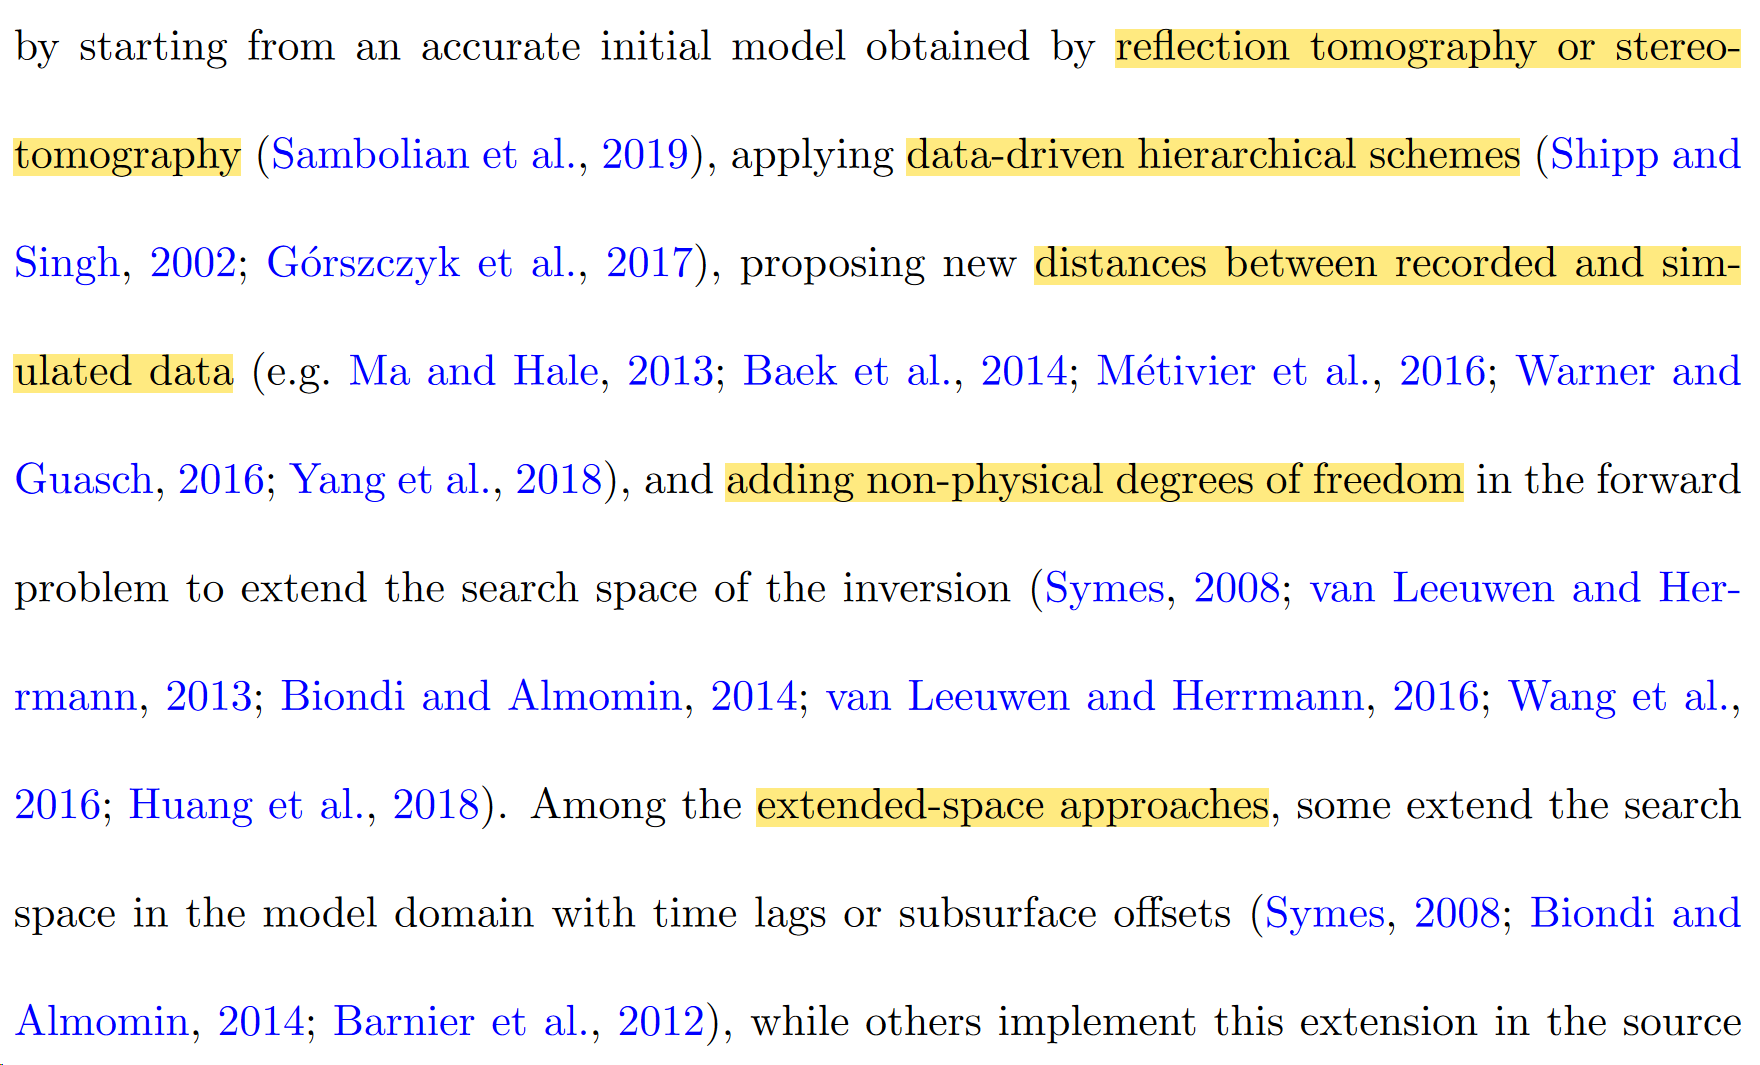 by starting from an accurate initial model obtained by reflection tomography or stereo-
tomography (Sambolian et al., 2019), applying data-driven hierarchical schemes (Shipp and
Singh, 2002; Górszczyk et al., 2017), proposing new distances between recorded and sim-
ulated data (e.g. Ma and Hale, 2013; Baek et al., 2014; Métivier et al., 2016; Warner and
Guasch, 2016; Yang et al., 2018), and adding non-physical degrees of freedom in the forward
problem to extend the search space of the inversion (Symes, 2008; van Leeuwen and Her-
rmann, 2013; Biondi and Almomin, 2014; van Leeuwen and Herrmann, 2016; Wang et al.,
2016; Huang et al., 2018). Among the extended-space approaches, some extend the search
space in the model domain with time lags or subsurface offsets (Symes, 2008; Biondi and
Almomin, 2014; Barnier et al., 2012), while others implement this extension in the source